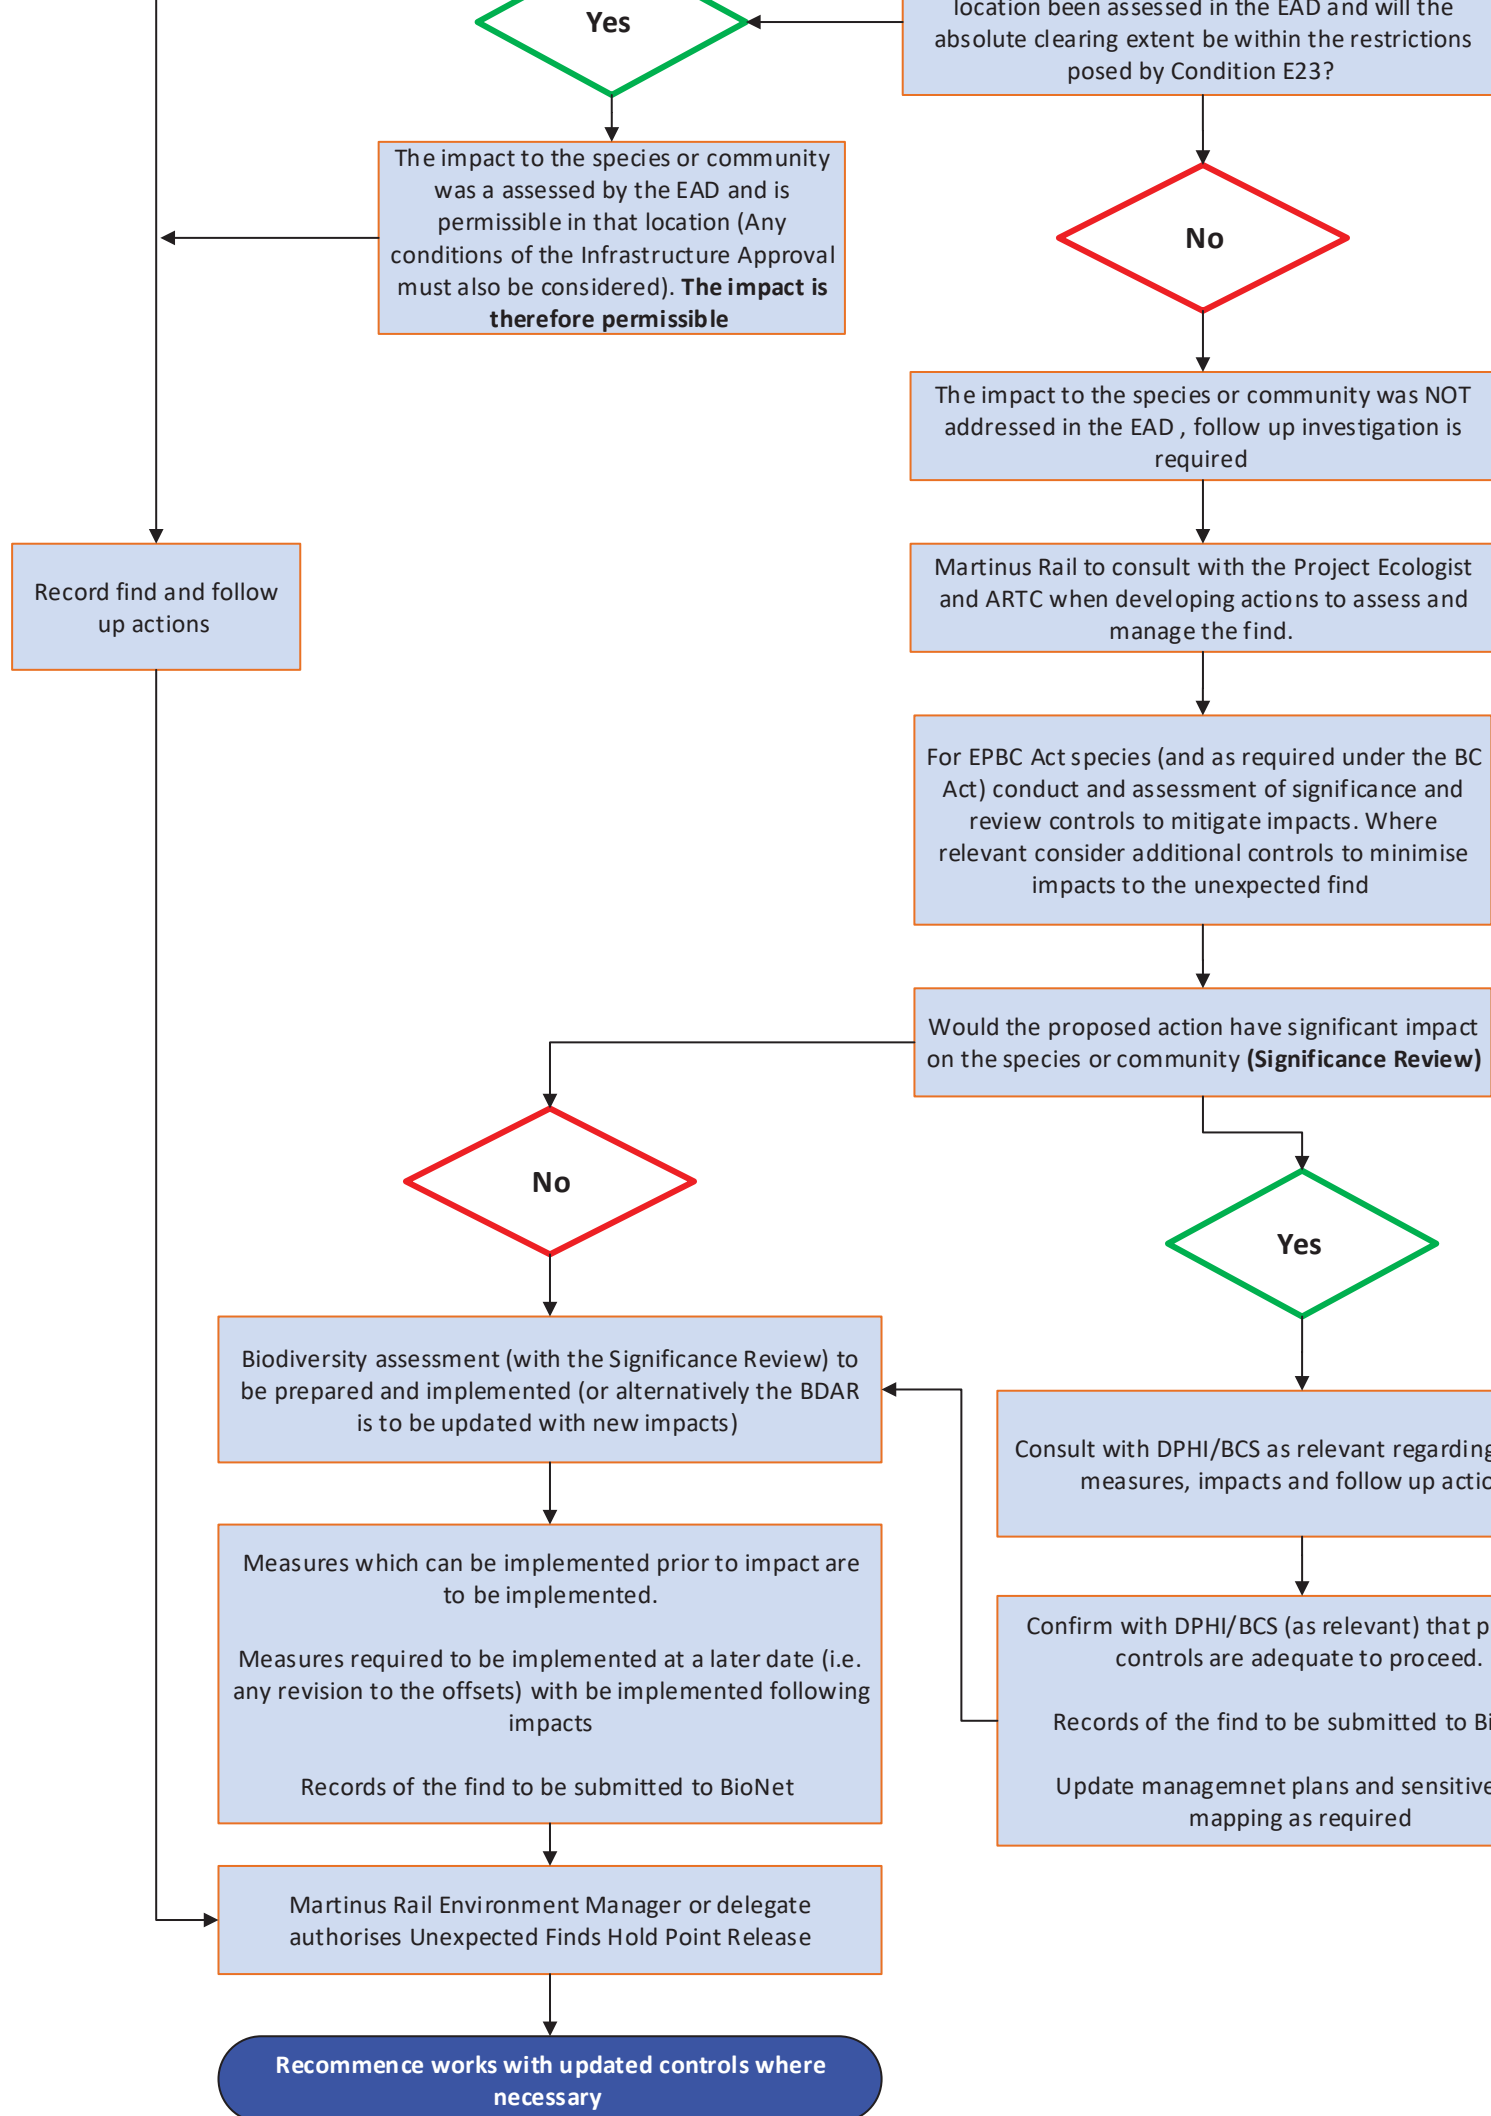 Yes
location been assessed in the EAD and will the
absolute clearing extent be within the restrictions
posed by Condition E23?
The impact to the species or community
was a assessed by the EAD and is
permissible in that location (Any
conditions of the Infrastructure Approval
must also be considered). The impact is
therefore permissible
No
The impact to the species or community was NOT
addressed in the EAD , follow up investigation is
required
Record find and follow
up actions
Martinus Rail to consult with the Project Ecologist
and ARTC when developing actions to assess and
manage the find.
For EPBC Act species (and as required under the BC
Act) conduct and assessment of significance and
review controls to mitigate impacts. Where
relevant consider additional controls to minimise
impacts to the unexpected find
Would the proposed action have significant impact
on the species or community (Significance Review)
No
Yes
Biodiversity assessment (with the Significance Review) to
be prepared and implemented (or alternatively the BDAR
is to be updated with new impacts)
Consult with DPHI/BCS as relevant regarding
measures, impacts and follow up actio
Measures which can be implemented prior to impact are
to be implemented.
Measures required to be implemented at a later date (i.e.
any revision to the offsets) with be implemented following
impacts
Records of the find to be submitted to BioNet
Confirm with DPHI/BCS (as relevant) that p
controls are adequate to proceed.
Records of the find to be submitted to Bi
Update managemnet plans and sensitive
mapping as required
Martinus Rail Environment Manager or delegate
authorises Unexpected Finds Hold Point Release
Recommence works with updated controls where
necessary